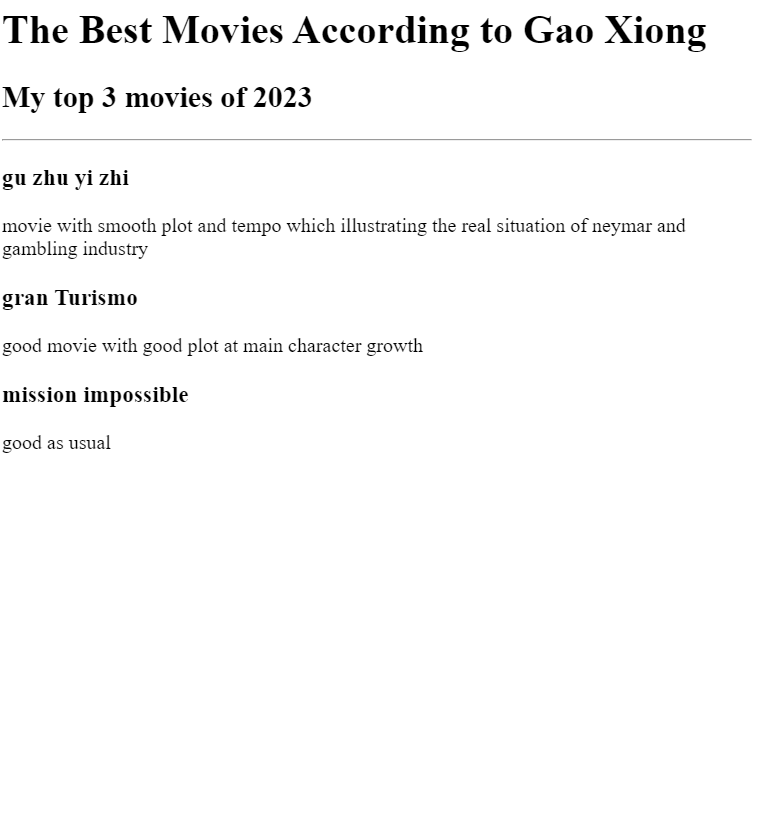 The Best Movies According to Gao Xiong
My top 3 movies of 2023
gu zhu yi zhi
movie with smooth plot and tempo which illustrating the real situation of neymar and
gambling industry
gran Turismo
good movie with good plot at main character growth
mission impossible
good as usual